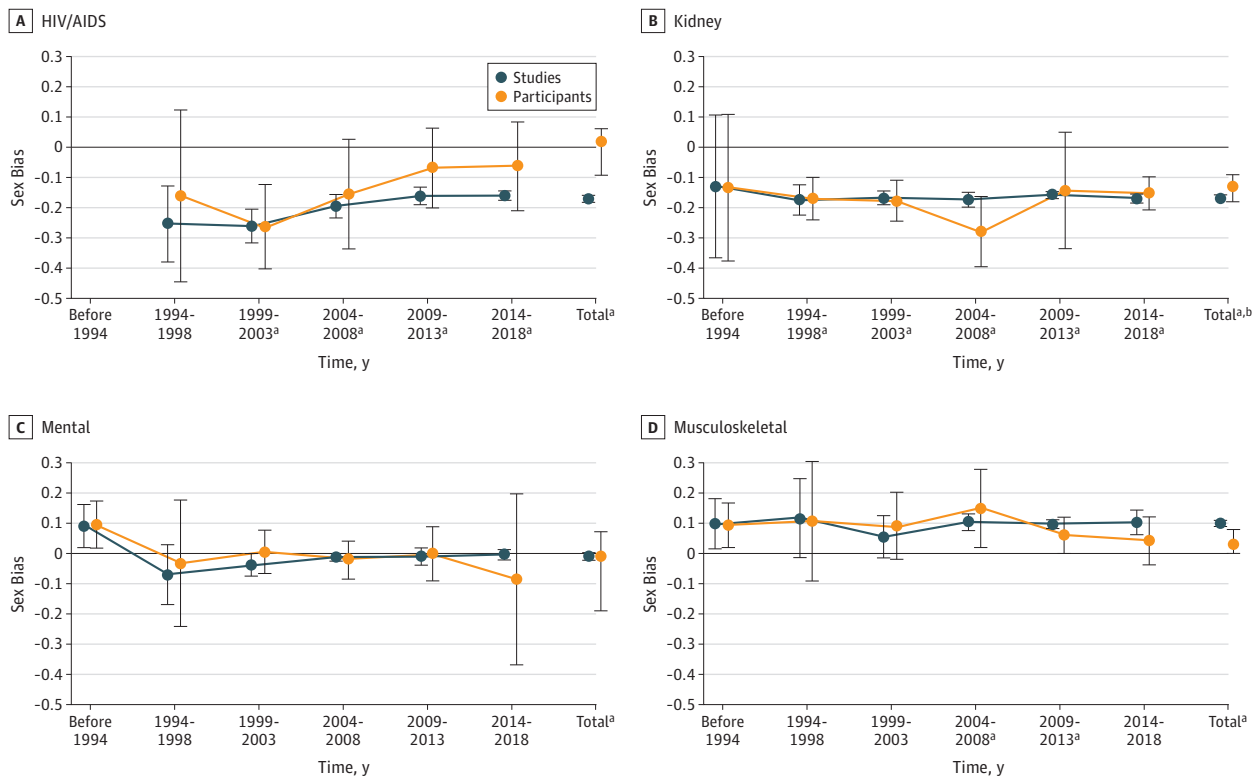 A HIV/AIDS
0.3
0.2
0.1
0
-0.1
-0.2
-0.3
-0.4
-0.5
Sex Bias
Studies
Participants
Before 1994
1994-1998
1999-2003a
2004-2008a
2009-2013a
2014-2018a
Totala
Time, y
B Kidney
0.3
0.2
0.1
0
-0.1
-0.2
-0.3
-0.4
-0.5
Sex Bias
Before 1994
1994-1998a
1999-2003a
2004-2008a
2009-2013a
2014-2018a
Totala,b
Time, y
C Mental
0.3
0.2
0.1
0
-0.1
-0.2
-0.3
-0.4
-0.5
Sex Bias
Before 1994
1994-1998
1999-2003
2004-2008
2009-2013
2014-2018
Totala
Time, y
D Musculoskeletal
0.3
0.2
0.1
0
-0.1
-0.2
-0.3
-0.4
-0.5
Sex Bias
Before 1994
1994-1998
1999-2003
2004-2008a
2009-2013a
2014-2018
Totala
Time, y